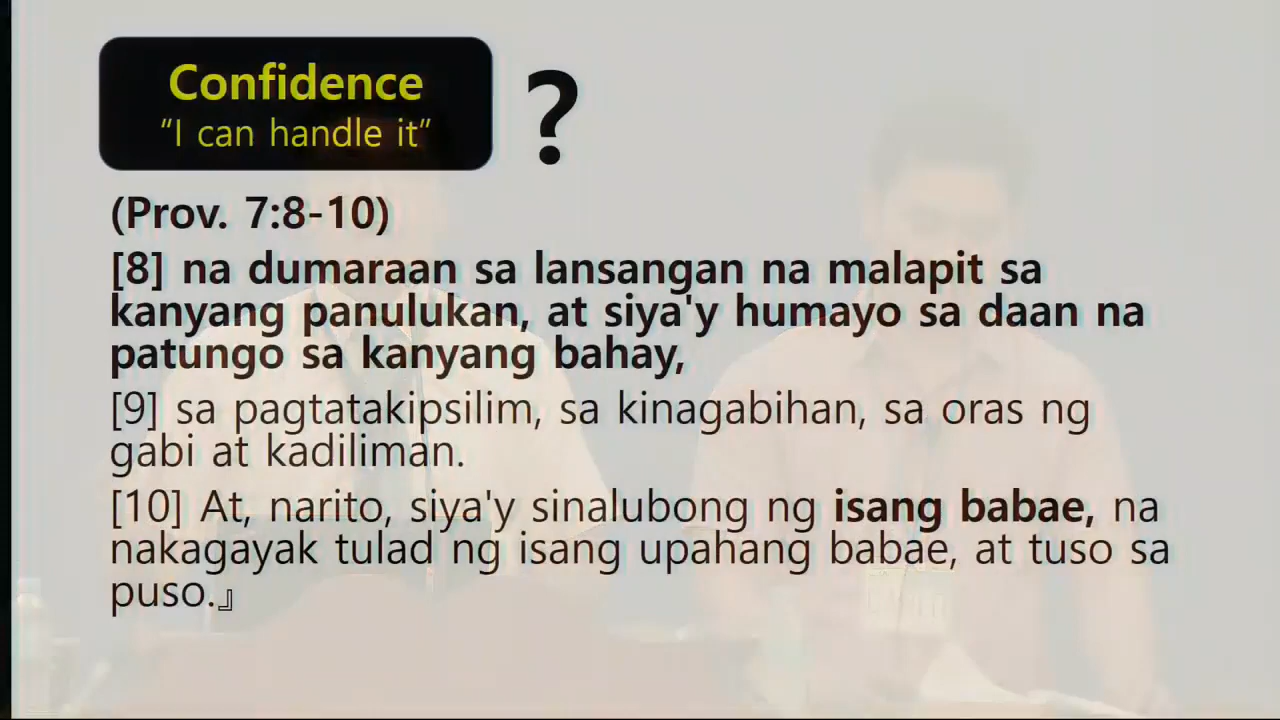 Confidence
“I can handle it”
?
(Prov. 7:8-10)
[8] na dumaraan sa lansangan na malapit sa
kanyang panulukan, at siya'y humayo sa daan na
patungo sa kanyang bahay,
[9] sa pagtatakipsilim, sa kinagabihan, sa oras ng
gabi at kadiliman.
[10] At, narito, siya'y sinalubong ng isang babae, na
nakagayak tulad ng isang upahang babae, at tuso sa
puso.』